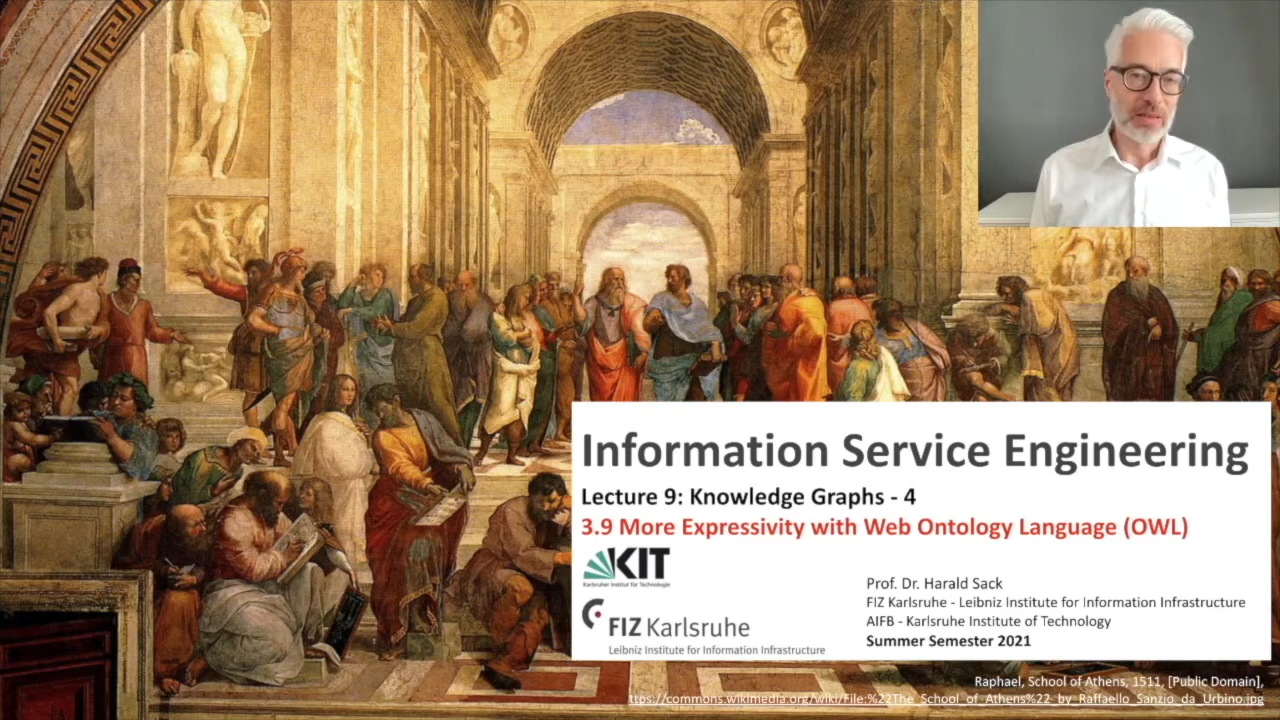 Information Service Engineering
Lecture 9: Knowledge Graphs - 4
3.9 More Expressivity with Web Ontology Language (OWL)
KIT
Karlsruher Institut für Technologie
FIZ Karlsruhe
Leibniz Institute for Information Infrastructure
Prof. Dr. Harald Sack
FIZ Karlsruhe - Leibniz Institute for Information Infrastructure
AIFB - Karlsruhe Institute of Technology
Summer Semester 2021
Raphael, School of Athens, 1511, [Public Domain],
ttps://commons.wikimedia.org/wiki/File:%22The_School_of_Athens%22_by_Raffaello_Sanzio_da_Urbino.jpg